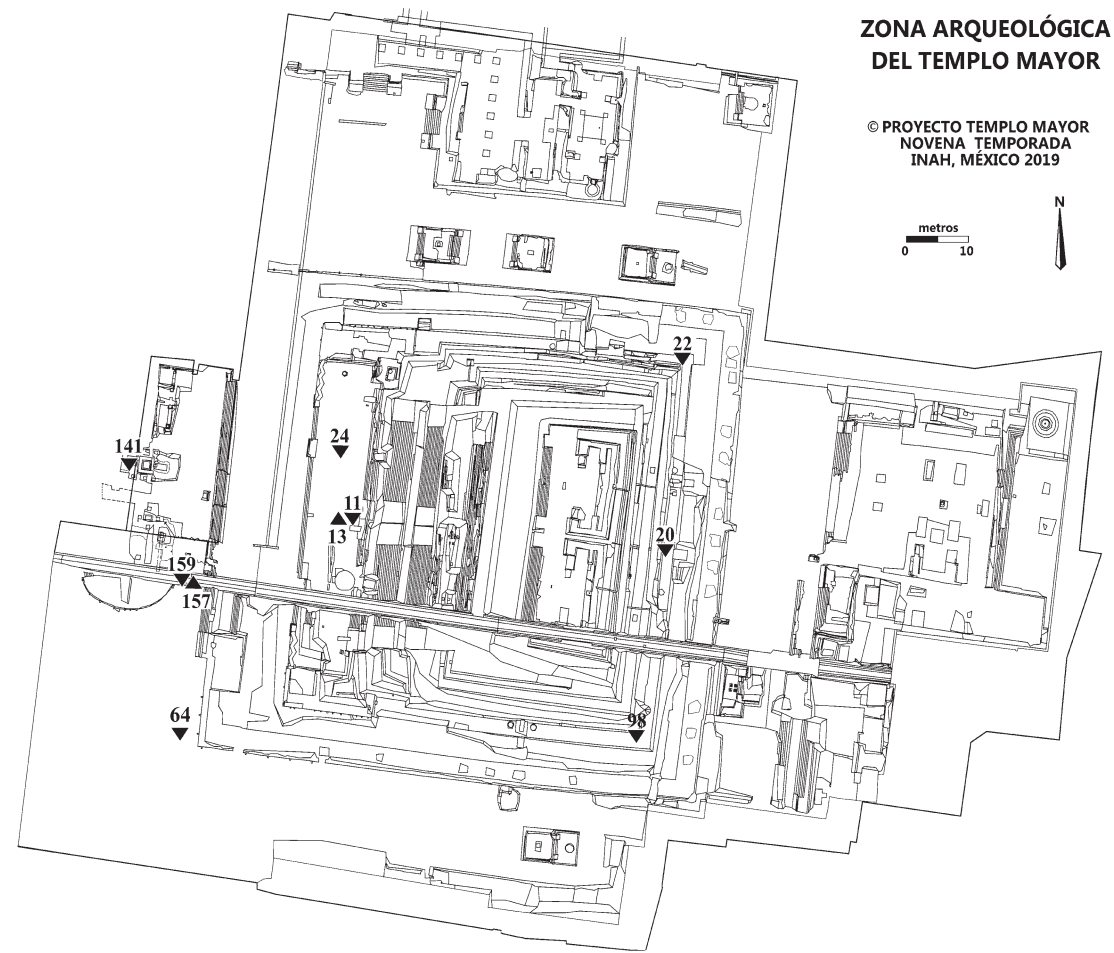 ZONA ARQUEOLÓGICA
DEL TEMPLO MAYOR
© PROYECTO TEMPLO MAYOR
NOVENA TEMPORADA
INAH, MÉXICO 2019
N
metros
0 10
22
24
141
11
13
20
159
157
64
98